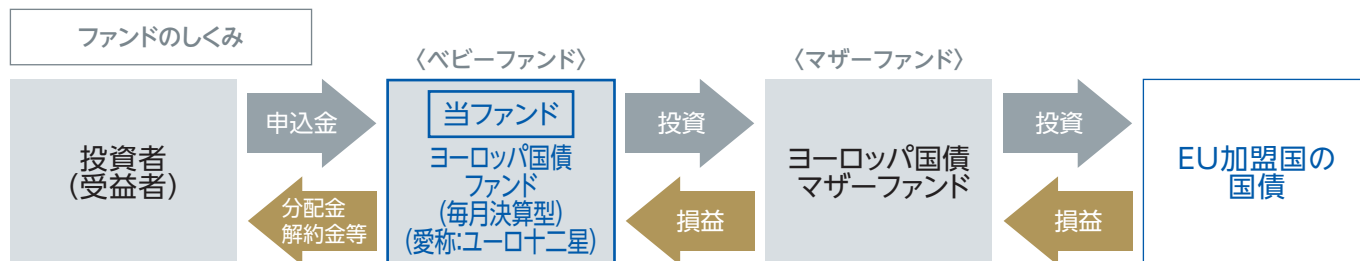 ファンドのしくみ
〈ベビーファンド〉
〈マザーファンド〉
投資者
(受益者)
申込金
分配金
解約金等
当ファンド
ヨーロッパ国債
ファンド
(毎月決算型)
(愛称:ユーロ十二星)
投資
損益
ヨーロッパ国債
マザーファンド
投資
損益
EU加盟国の
国債